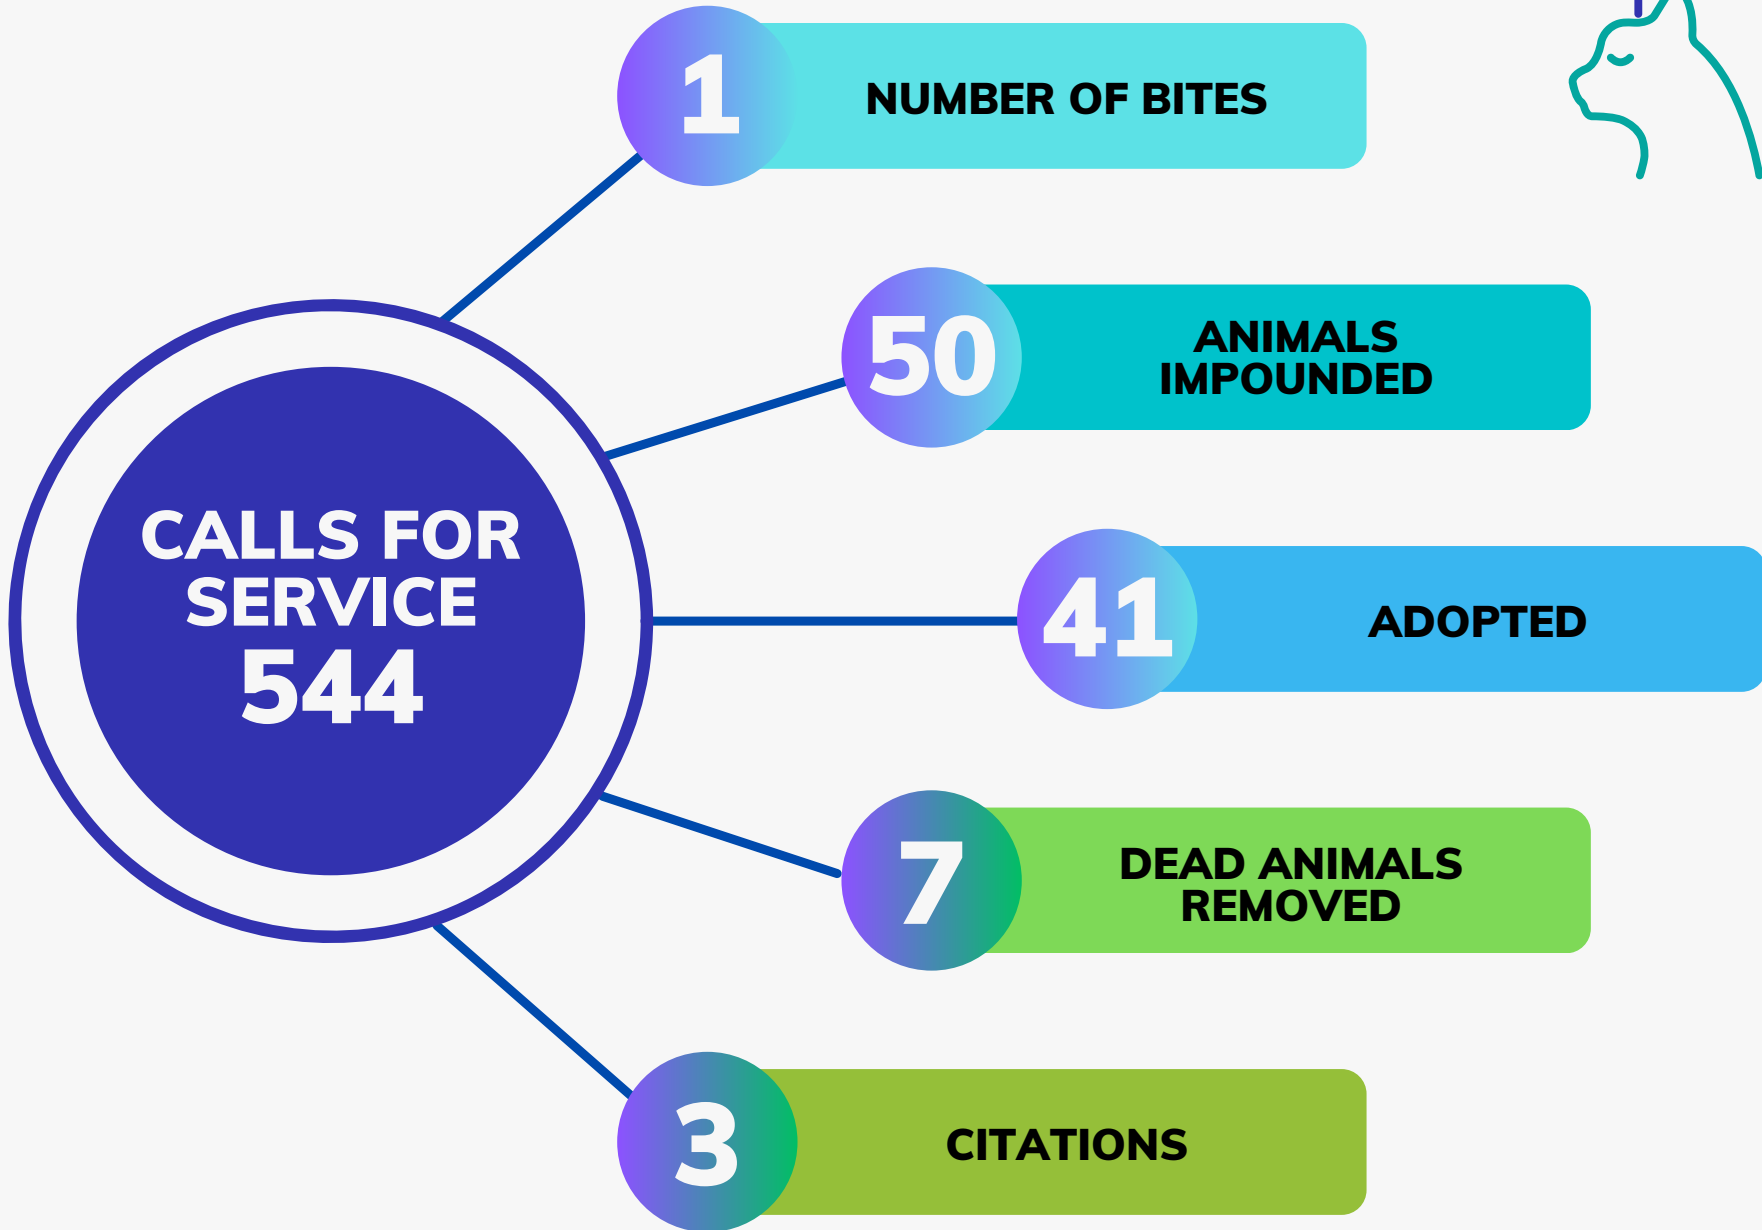 1
NUMBER OF BITES
50
ANIMALS
IMPOUNDED
CALLS FOR
SERVICE
544
41
ADOPTED
7
DEAD ANIMALS
REMOVED
3
CITATIONS